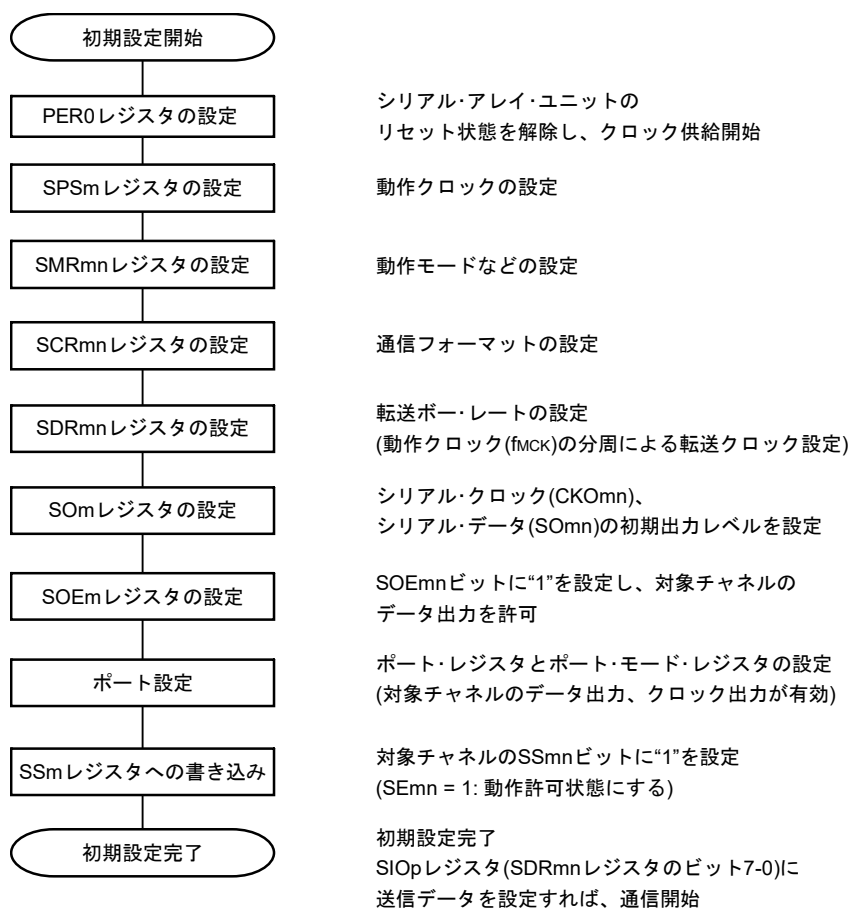 初期設定開始
PER0レジスタの設定
シリアル･アレイ･ユニットの
リセット状態を解除し、クロック供給開始
SPSmレジスタの設定
動作クロックの設定
SMRmnレジスタの設定
動作モードなどの設定
SCRmnレジスタの設定
通信フォーマットの設定
SDRmnレジスタの設定
転送ボー･レートの設定
(動作クロック(fMCK)の分周による転送クロック設定)
SOmレジスタの設定
シリアル･クロック(CKOmn)、
シリアル･データ(SOmn)の初期出力レベルを設定
SOEmレジスタの設定
SOEmnビットに“1”を設定し、対象チャネルの
データ出力を許可
ポート設定
ポート･レジスタとポート･モード･レジスタの設定
(対象チャネルのデータ出力、クロック出力が有効)
SSmレジスタへの書き込み
対象チャネルのSSmnビットに“1”を設定
(SEmn = 1: 動作許可状態にする)
初期設定完了
初期設定完了
SIOpレジスタ(SDRmnレジスタのビット7-0)に
送信データを設定すれば、通信開始